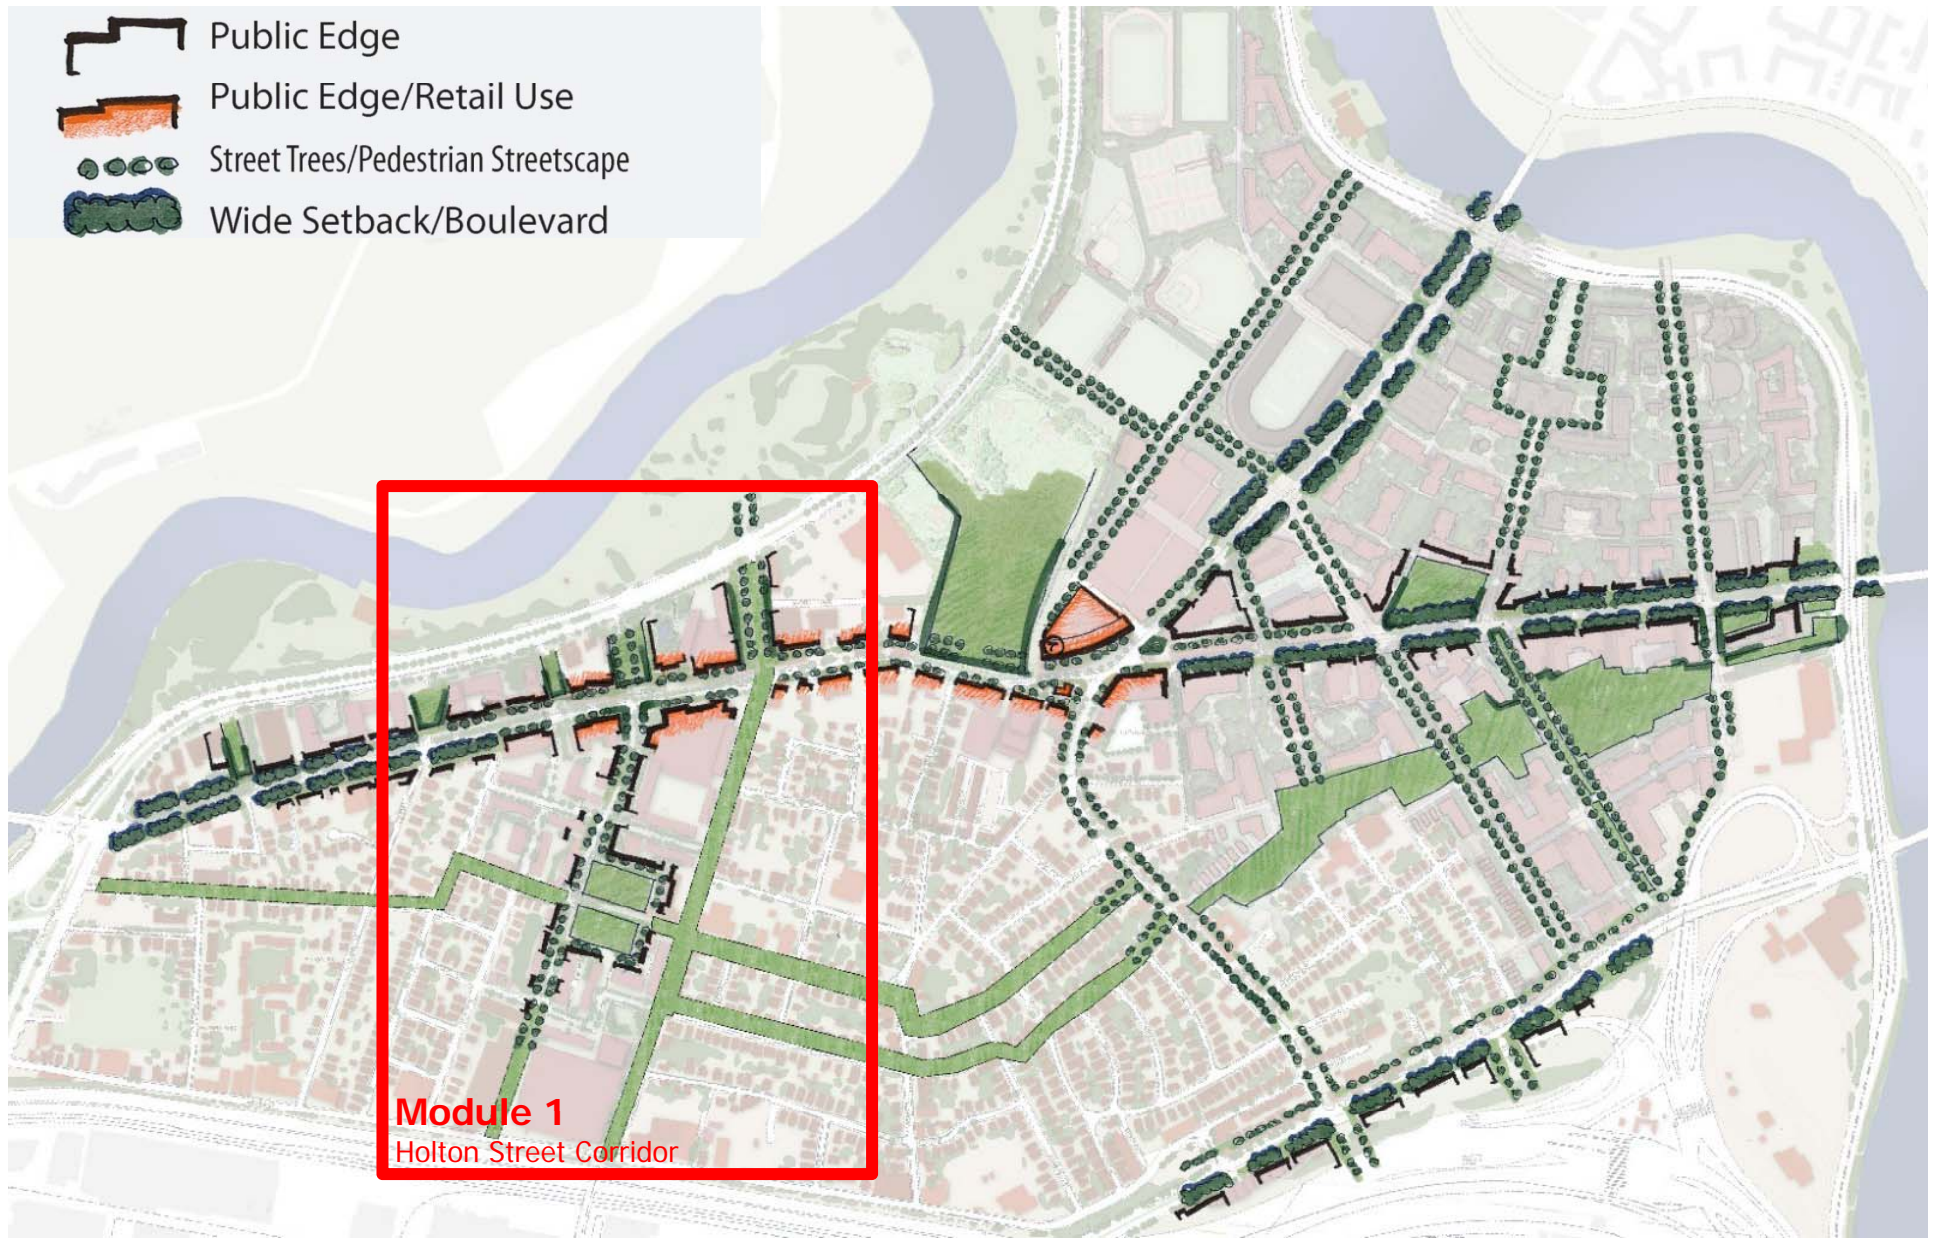 Public Edge
Public Edge/Retail Use
Street Trees/Pedestrian Streetscape
Wide Setback/Boulevard
Module 1
Holton Street Corridor